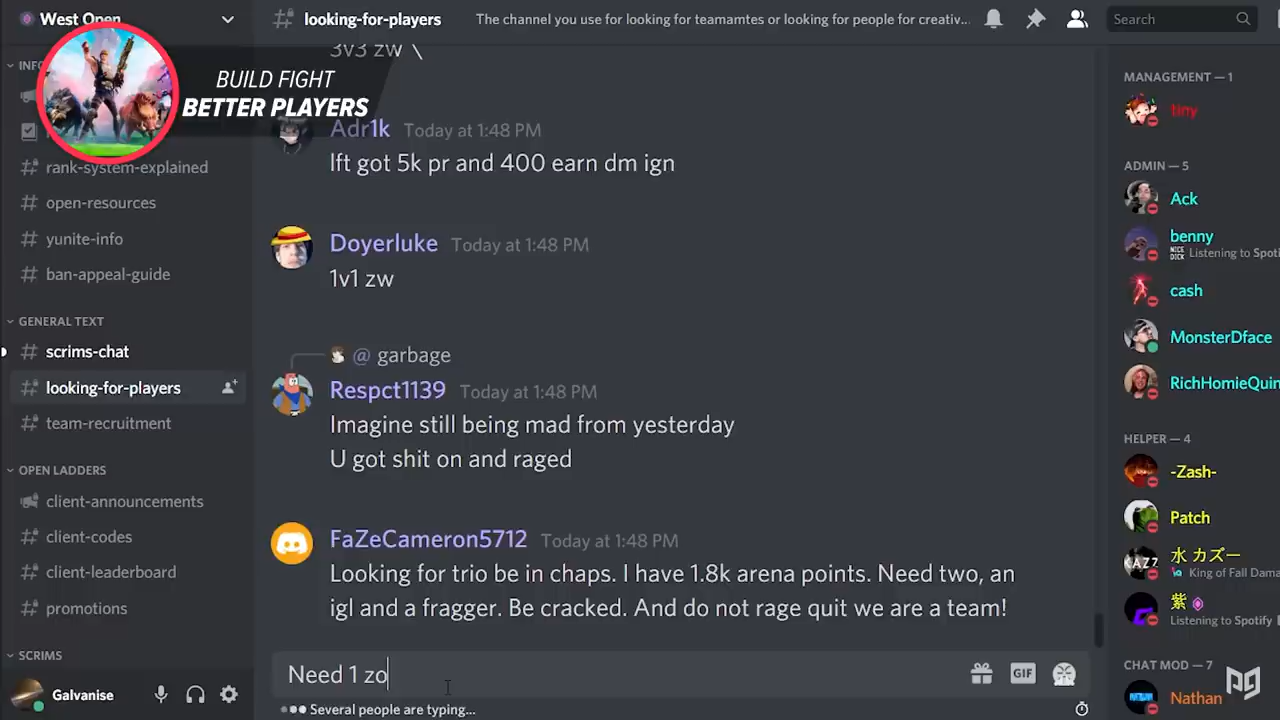 West Open
# looking-for-players
The channel you use for looking for teamamtes or looking for people for creativ...
Search
BUILD FIGHT
BETTER PLAYERS
INFO
rank-system-explained
open-resources
yunite-info
ban-appeal-guide
GENERAL TEXT
scrims-chat
looking-for-players
team-recruitment
OPEN LADDERS
client-announcements
client-codes
client-leaderboard
promotions
SCRIMS
Galvanise
3v3 zw \
Adr1k Today at 1:48 PM
lft got 5k pr and 400 earn dm ign
Doyerluke Today at 1:48 PM
1v1 zw
@ garbage
Respct1139 Today at 1:48 PM
Imagine still being mad from yesterday
U got shit on and raged
FaZeCameron5712 Today at 1:48 PM
Looking for trio be in chaps. I have 1.8k arena points. Need two, an
igl and a fragger. Be cracked. And do not rage quit we are a team!
Need 1 zo
GIF
Several people are typing...
MANAGEMENT — 1
tiny
ADMIN — 5
Ack
benny
NICE DICK Listening to Spoti
cash
MonsterDface
RichHomieQuin
HELPER — 4
-Zash-
Patch
水 カズー
King of Fall Dama
紫
Listening to Spotify
CHAT MOD — 7
Nathan